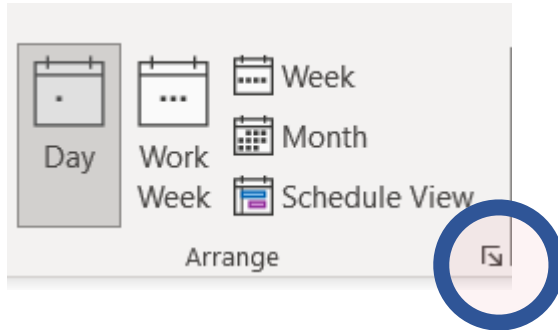 Day
Work
Week
Week
Month
Schedule View
Arrange